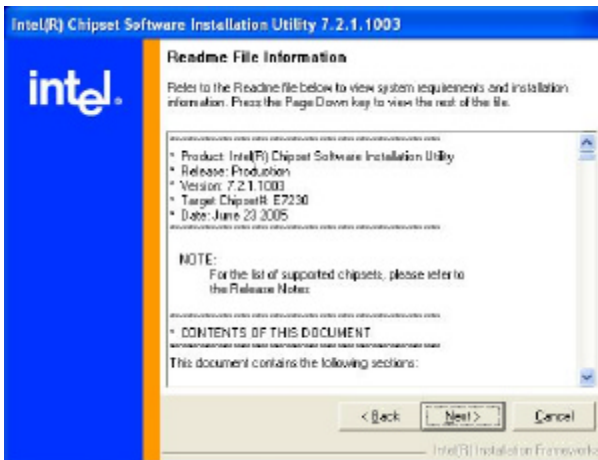 Intel(R) Chipset Software Installation Utility 7.2.1.1003
intel.
Readme File Information
Refer to the Readme file below to view system requirements and installation
information. Press the Page Down key to view the rest of the file.
* Product: Intel(R) Chipset Software Installation Utility
* Release: Production
* Version: 7.2.1.1003
* Target Chipset#: E7230
* Date: June 23 2005
NOTE:
For the list of supported chipsets, please refer to
the Release Notes
* CONTENTS OF THIS DOCUMENT
This document contains the following sections:
< Back
Next >
Cancel
Intel(R) Installation Frameworks